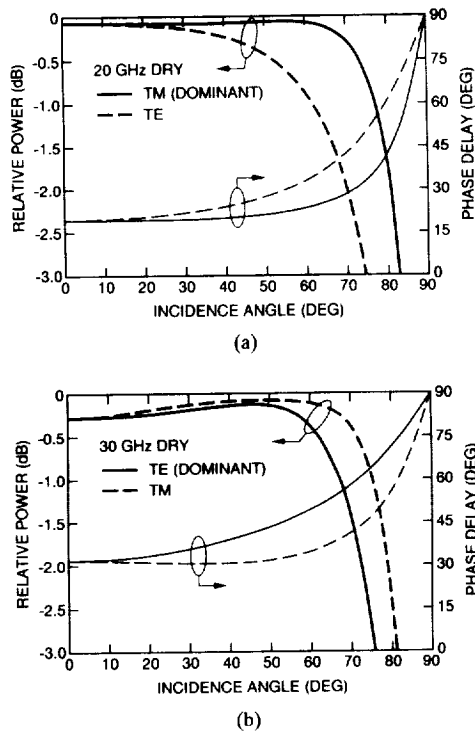 0
-0.5
-1.0
-1.5
-2.0
-2.5
-3.0
RELATIVE POWER (dB)
20 GHz DRY
TM (DOMINANT)
TE
90
75
60
45
30
15
0
PHASE DELAY (DEG)
0 10 20 30 40 50 60 70 80 90
INCIDENCE ANGLE (DEG)
(a)
0
-0.5
-1.0
-1.5
-2.0
-2.5
-3.0
RELATIVE POWER (dB)
30 GHz DRY
TE (DOMINANT)
TM
90
75
60
45
30
15
0
PHASE DELAY (DEG)
0 10 20 30 40 50 60 70 80 90
INCIDENCE ANGLE (DEG)
(b)